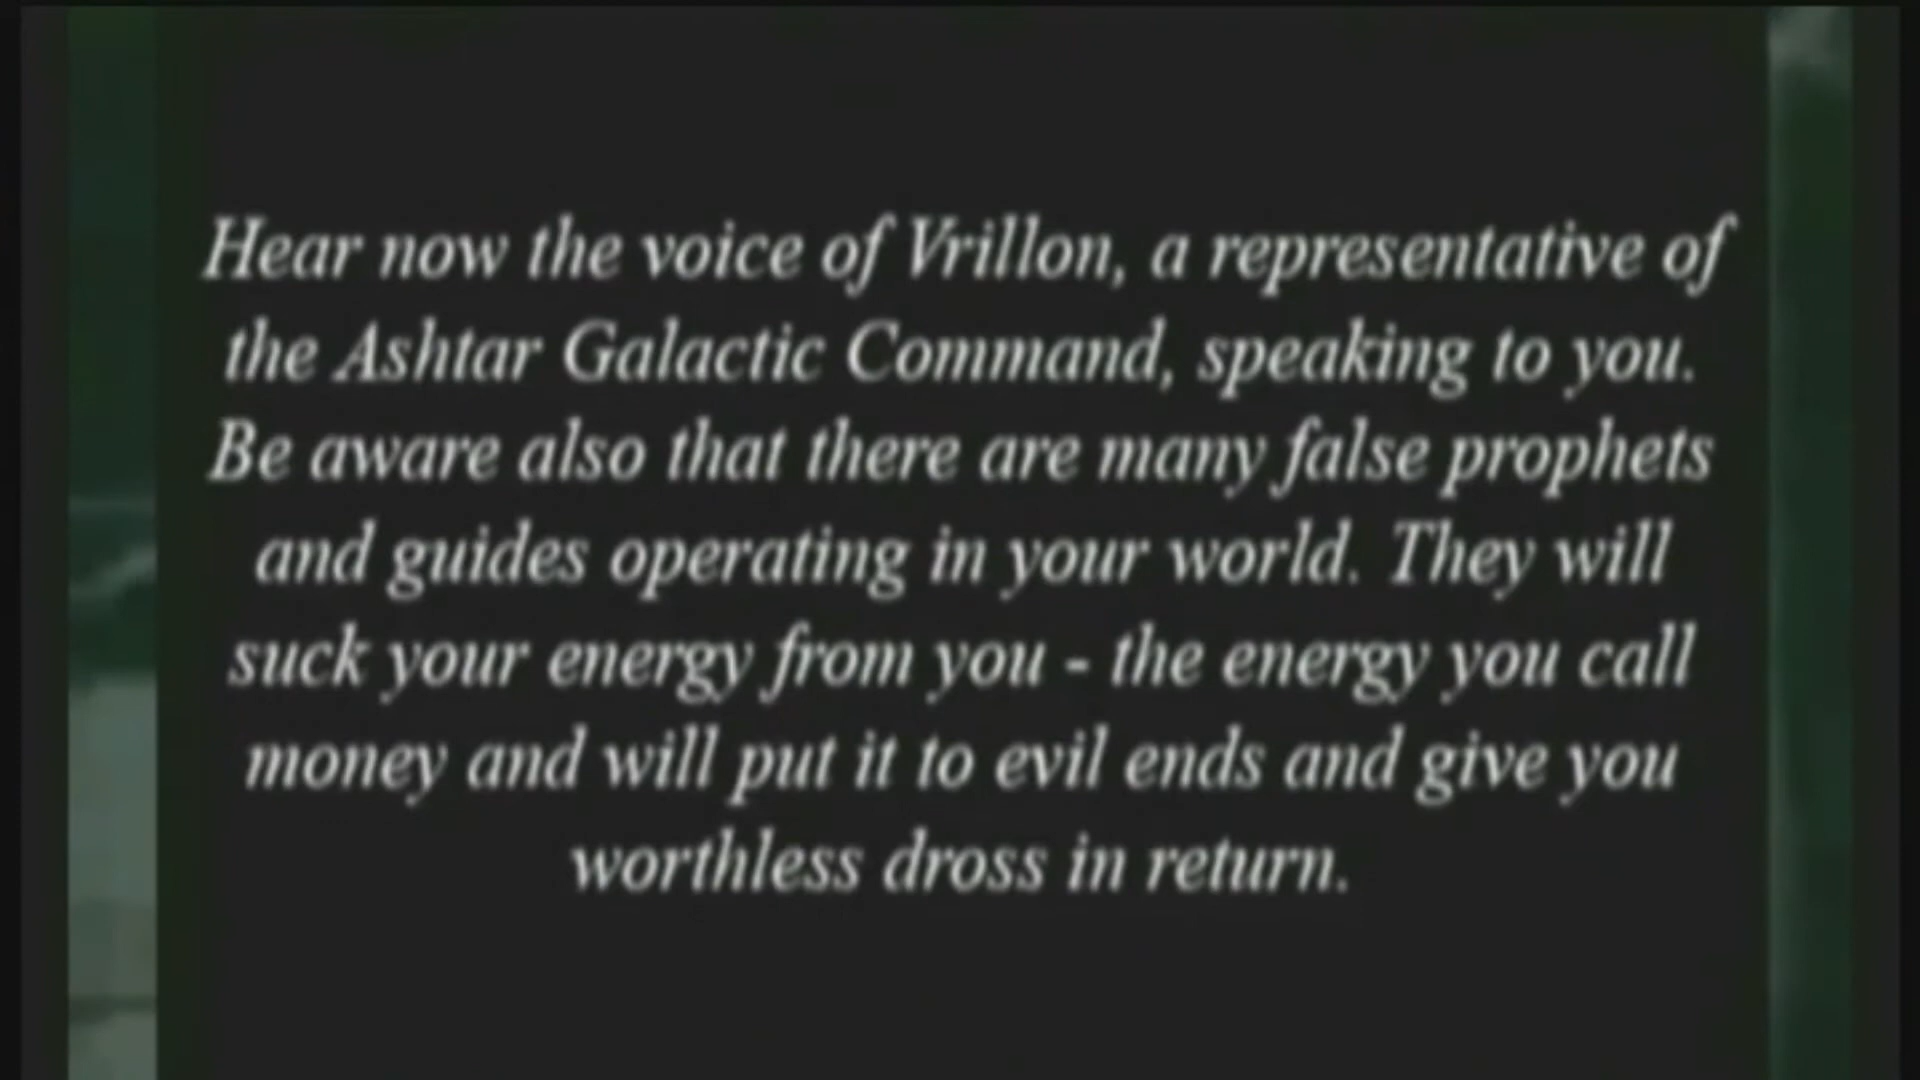 Hear now the voice of Vrillon, a representative of
the Ashtar Galactic Command, speaking to you.
Be aware also that there are many false prophets
and guides operating in your world. They will
suck your energy from you - the energy you call
money and will put it to evil ends and give you
worthless dross in return.